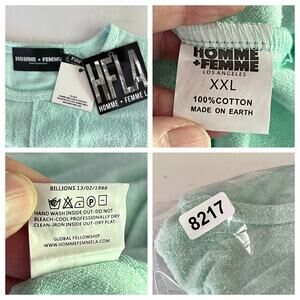 HOMME + FEMME
HELA
HOMME + FEMME L
HOMME
+FEMME
LOS ANGELES
XXL
100% COTTON
MADE ON EARTH
BILLIONS 13/02/1988
HAND WASH INSIDE OUT-DO NOT
BLEACH-COOL PROFESSIONALLY DRY
CLEAN-IRON INSIDE OUT-DRY FLAT-
GLOBAL FELLOWSHIP
WWW.HOMMEFEMMELA.COM
8217